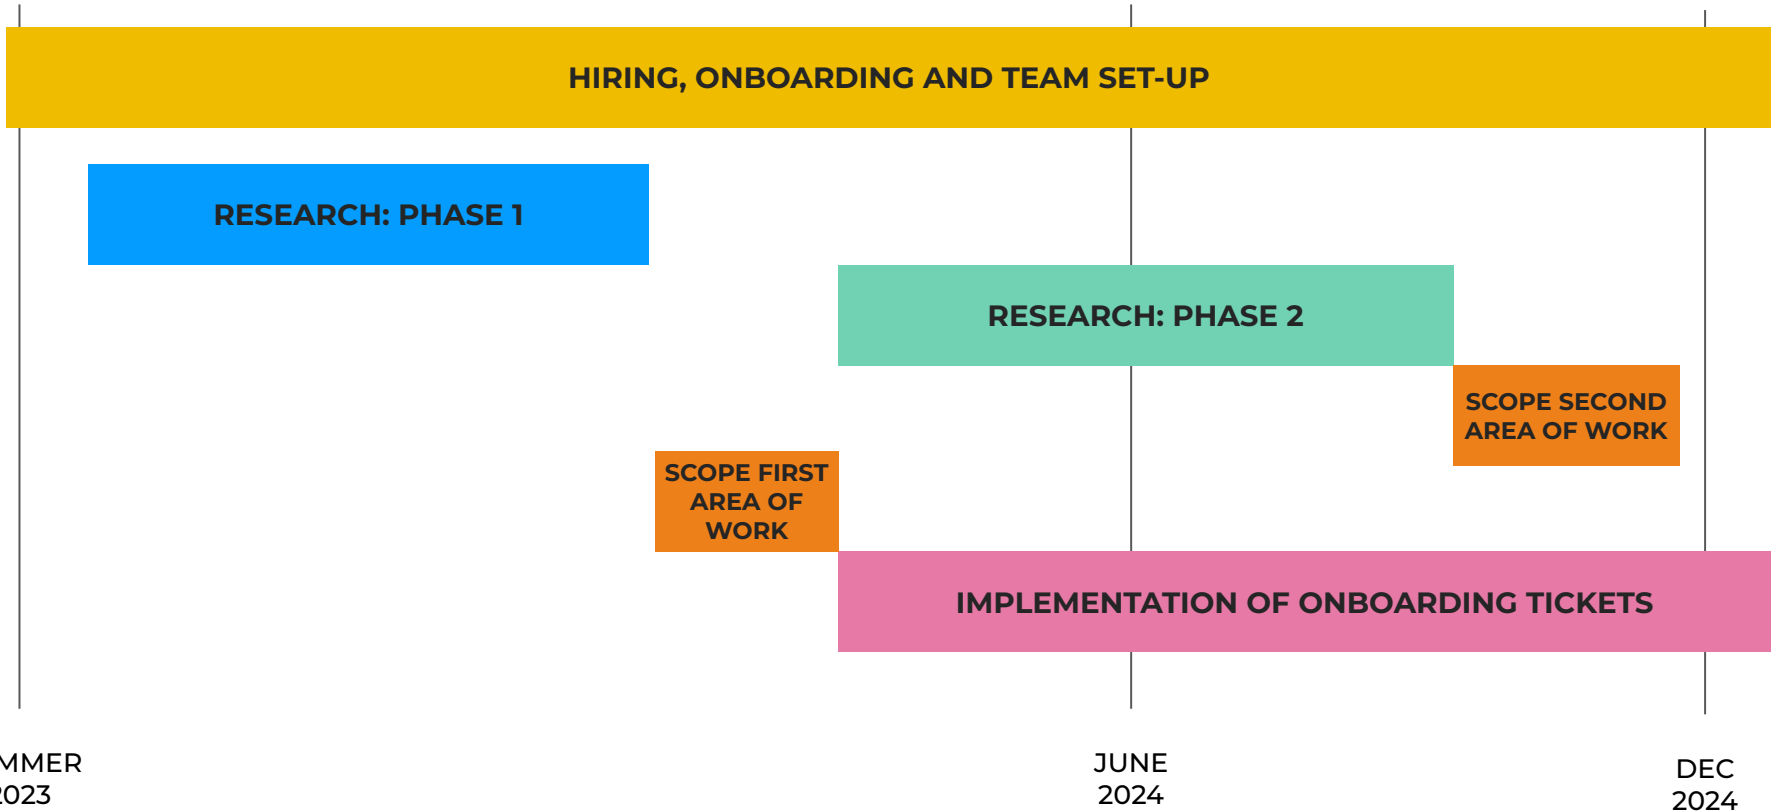 HIRING, ONBOARDING AND TEAM SET-UP
RESEARCH: PHASE 1
RESEARCH: PHASE 2
SCOPE SECOND
AREA OF WORK
SCOPE FIRST
AREA OF
WORK
IMPLEMENTATION OF ONBOARDING TICKETS
MMER
2023
JUNE
2024
DEC
2024